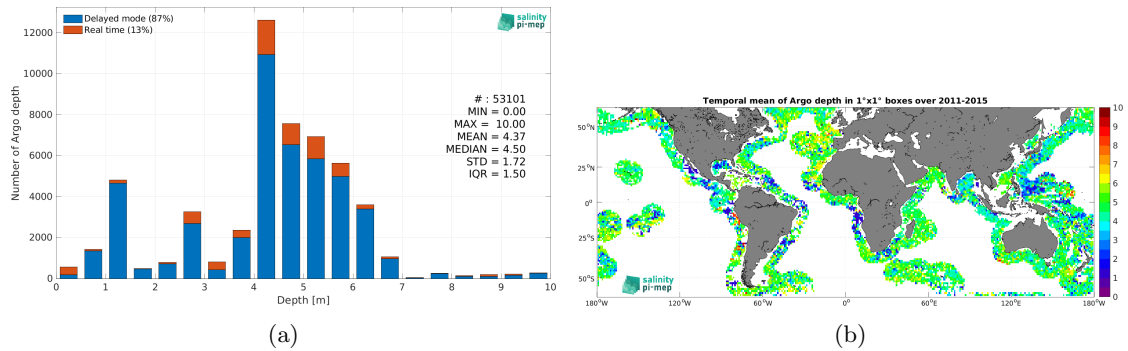 Delayed mode (87%)
Real time (13%)
salinity
pi-mep
12000
10000
8000
6000
4000
2000
0
Number of Argo depth
# : 53101
MIN = 0.00
MAX = 10.00
MEAN = 4.37
MEDIAN = 4.50
STD = 1.72
IQR = 1.50
0 1 2 3 4 5 6 7 8 9 10
Depth [m]
(a)
Temporal mean of Argo depth in 1°x1° boxes over 2011-2015
50°N
25°N
0°
25°S
50°S
180°W 120°W 60°W 0° 60°E 120°E 180°E
salinity
pi-mep
10
9
8
7
6
5
4
3
2
1
0
(b)